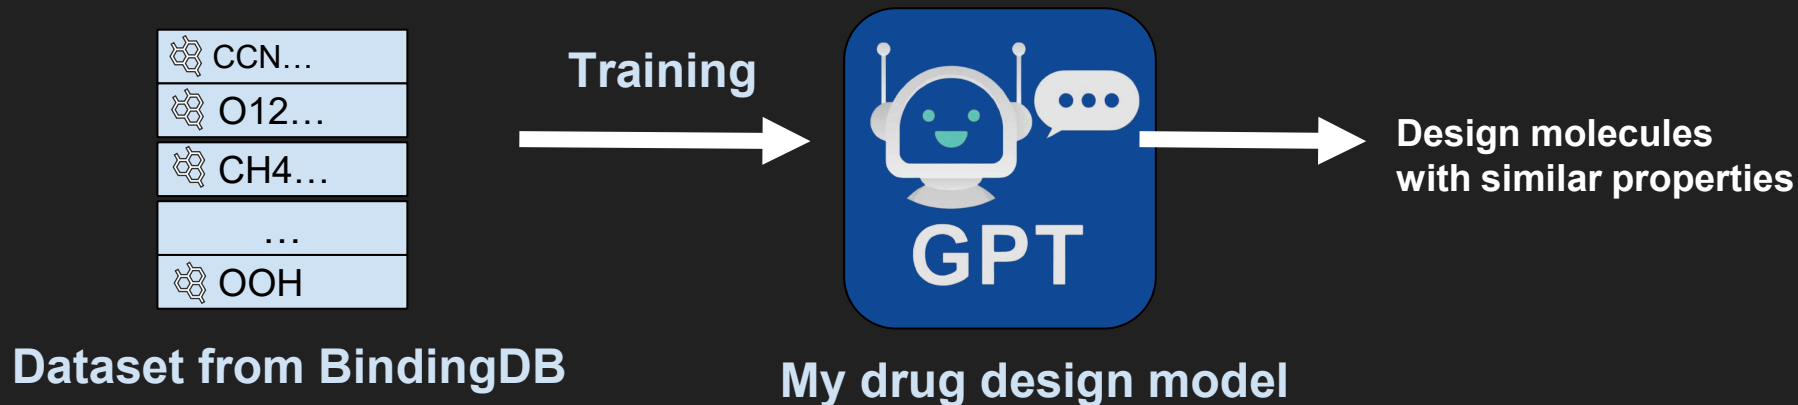 CCN…
O12…
CH4…
…
OOH
Dataset from BindingDB
Training
GPT
My drug design model
Design molecules
with similar properties